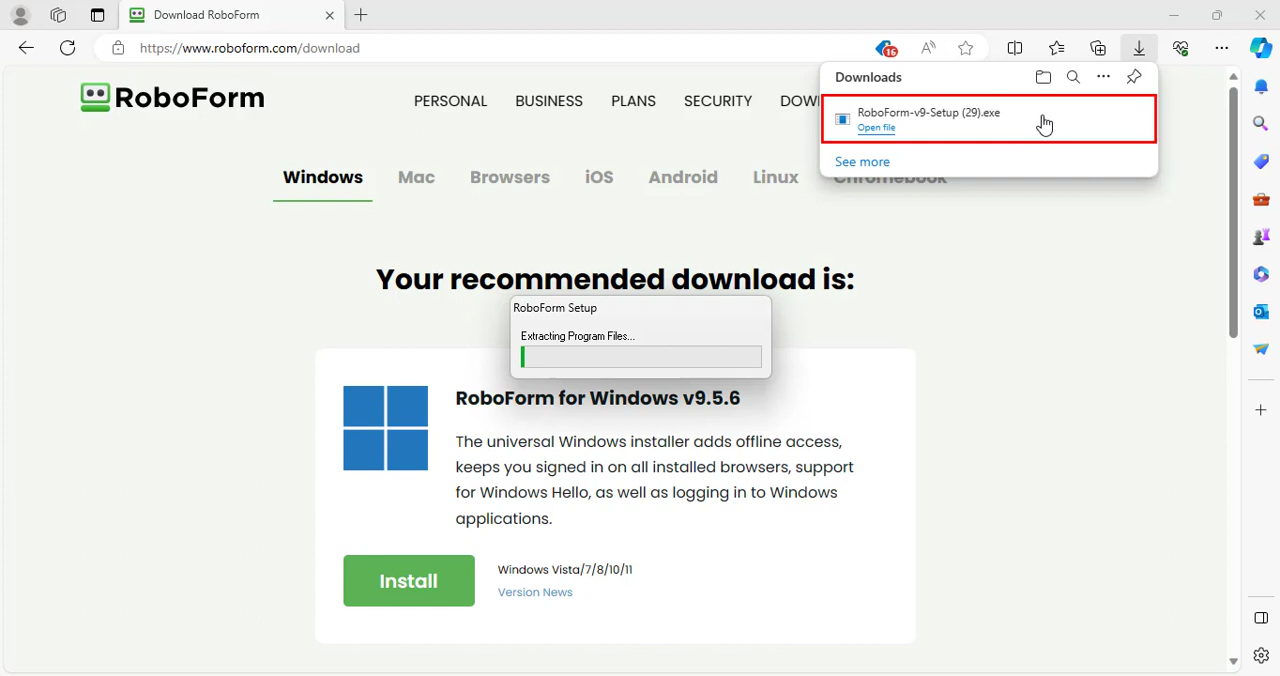 Download RoboForm
https://www.roboform.com/download
16
Downloads
RoboForm-v9-Setup (29).exe
Open file
See more
RoboForm
PERSONAL BUSINESS PLANS SECURITY DOW
Windows Mac Browsers iOS Android Linux Chromebook
Your recommended download is:
RoboForm Setup
Extracting Program Files...
RoboForm for Windows v9.5.6
The universal Windows installer adds offline access,
keeps you signed in on all installed browsers, support
for Windows Hello, as well as logging in to Windows
applications.
Install
Windows Vista/7/8/10/11
Version News